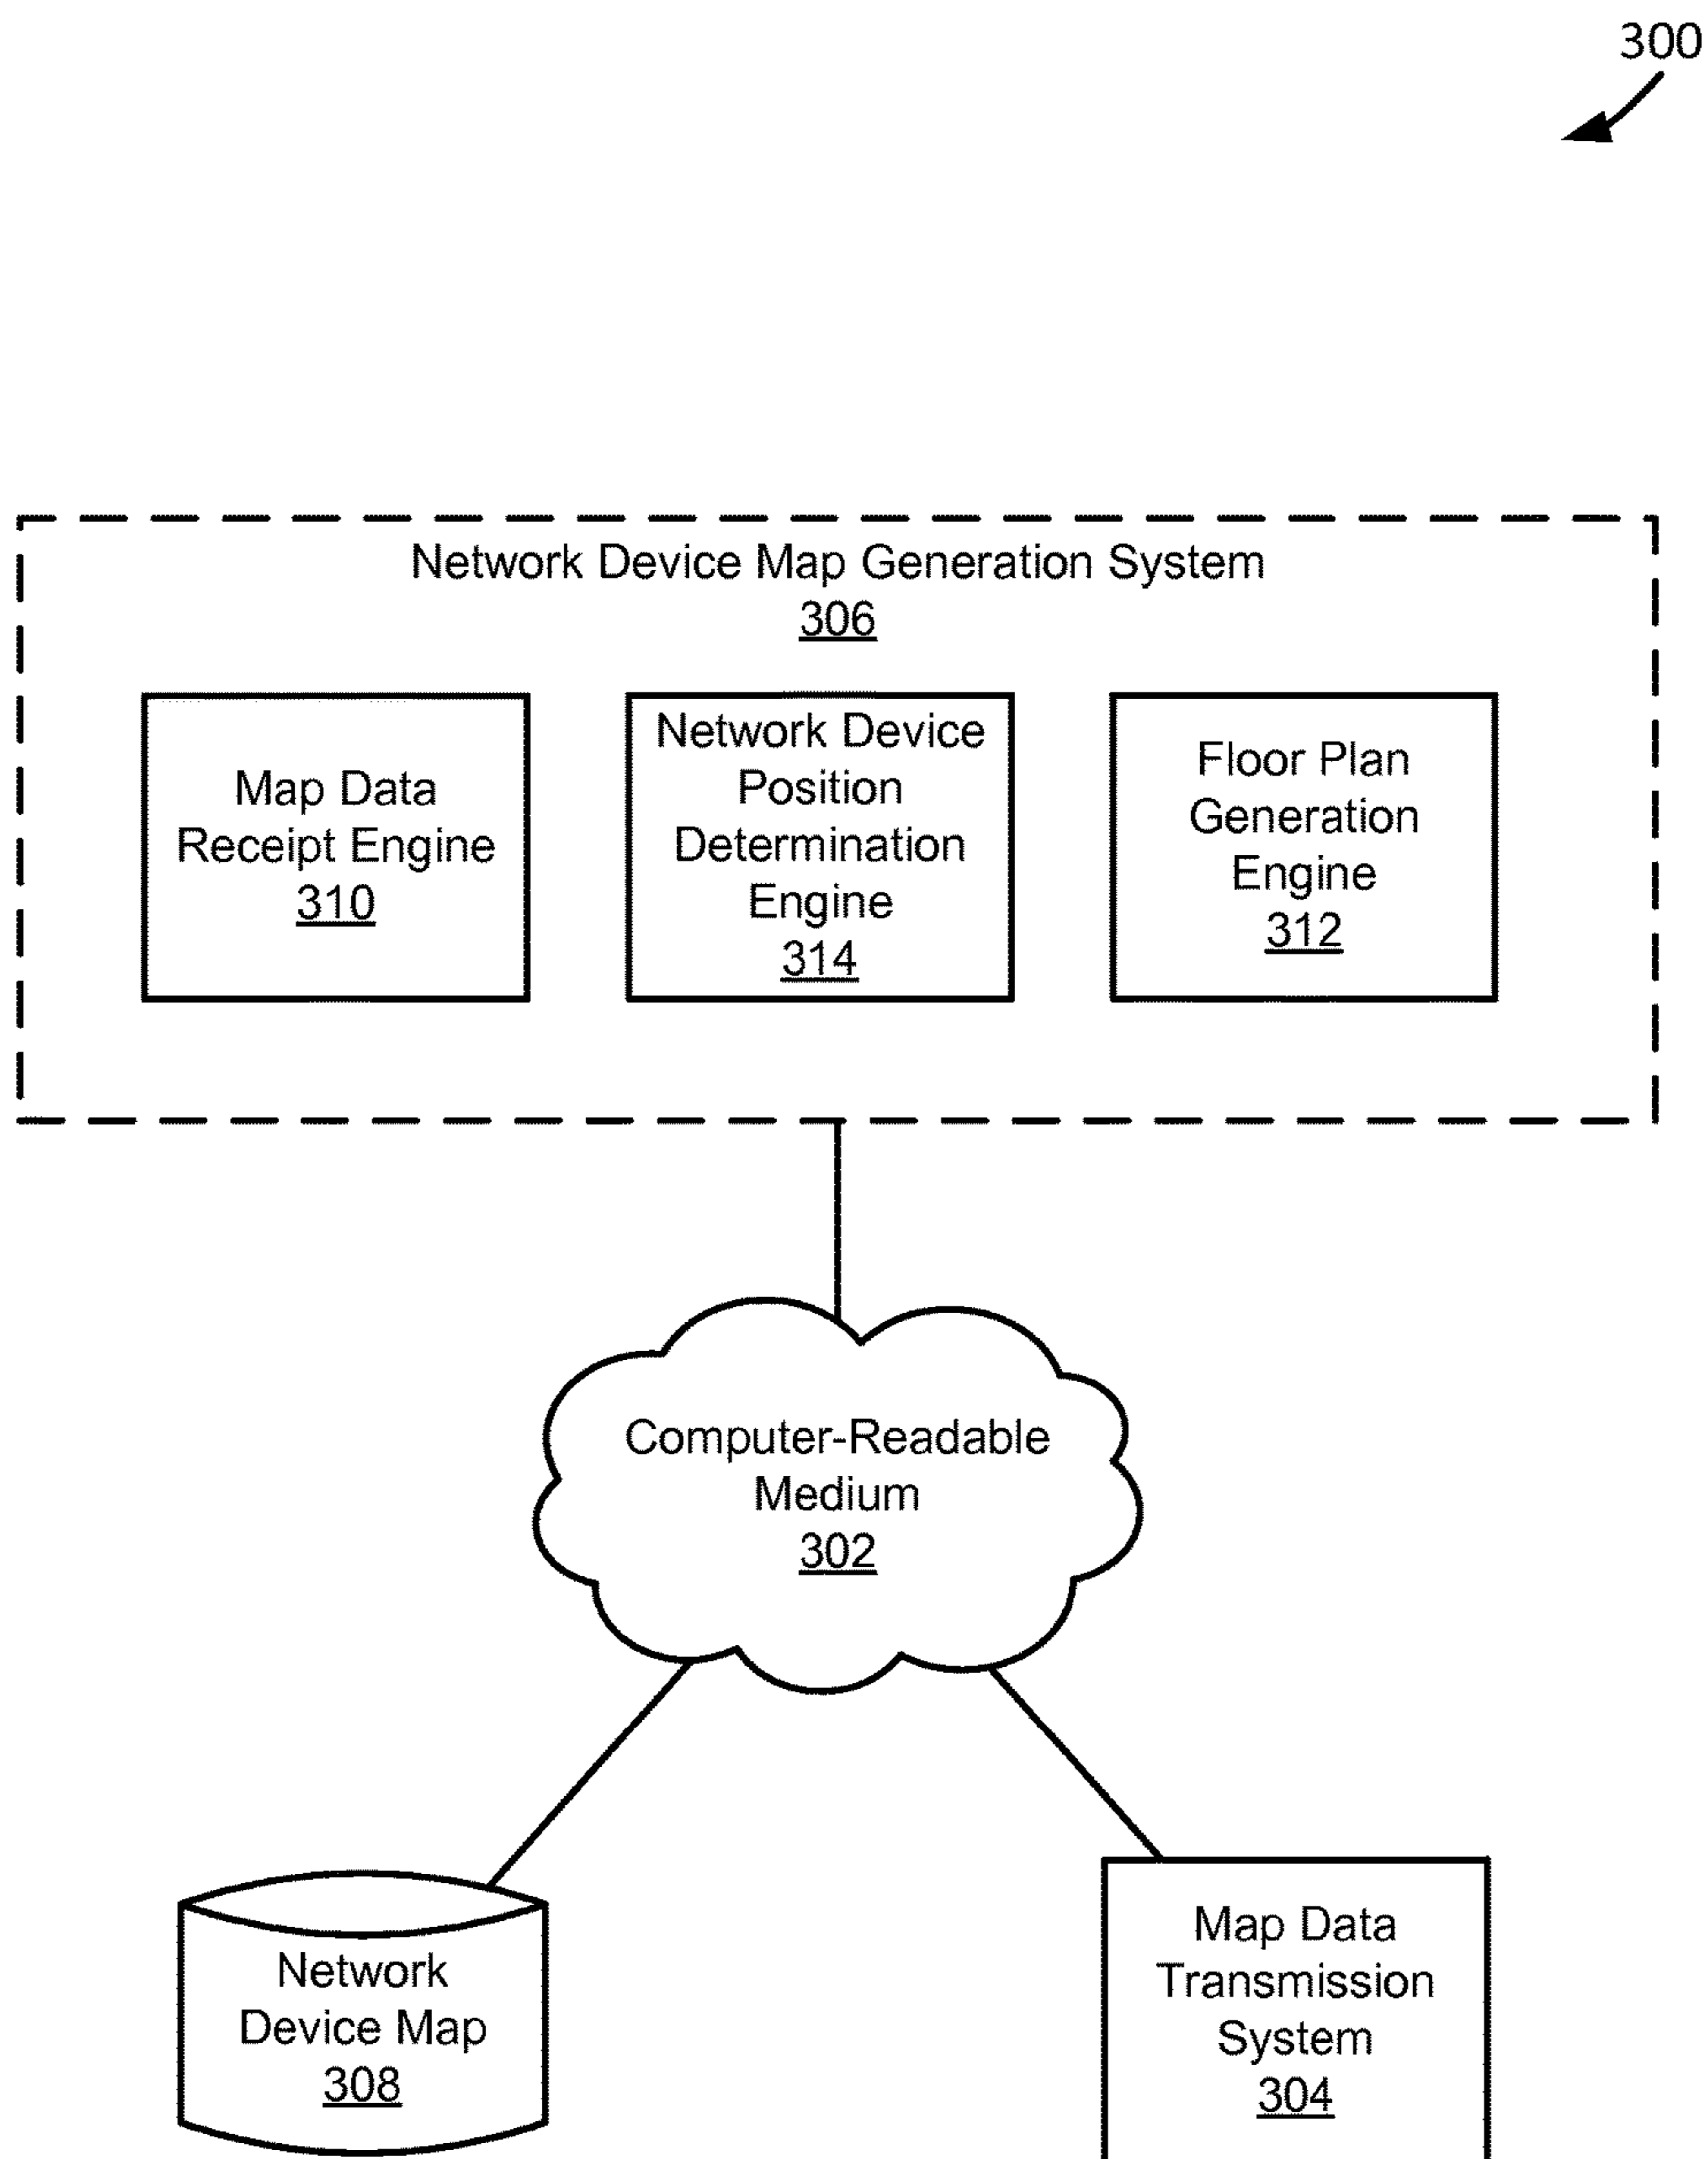 300
Network Device Map Generation System
306
Map Data
Receipt Engine
310
Network Device
Position
Determination
Engine
314
Floor Plan
Generation
Engine
312
Computer-Readable
Medium
302
Network
Device Map
308
Map Data
Transmission
System
304